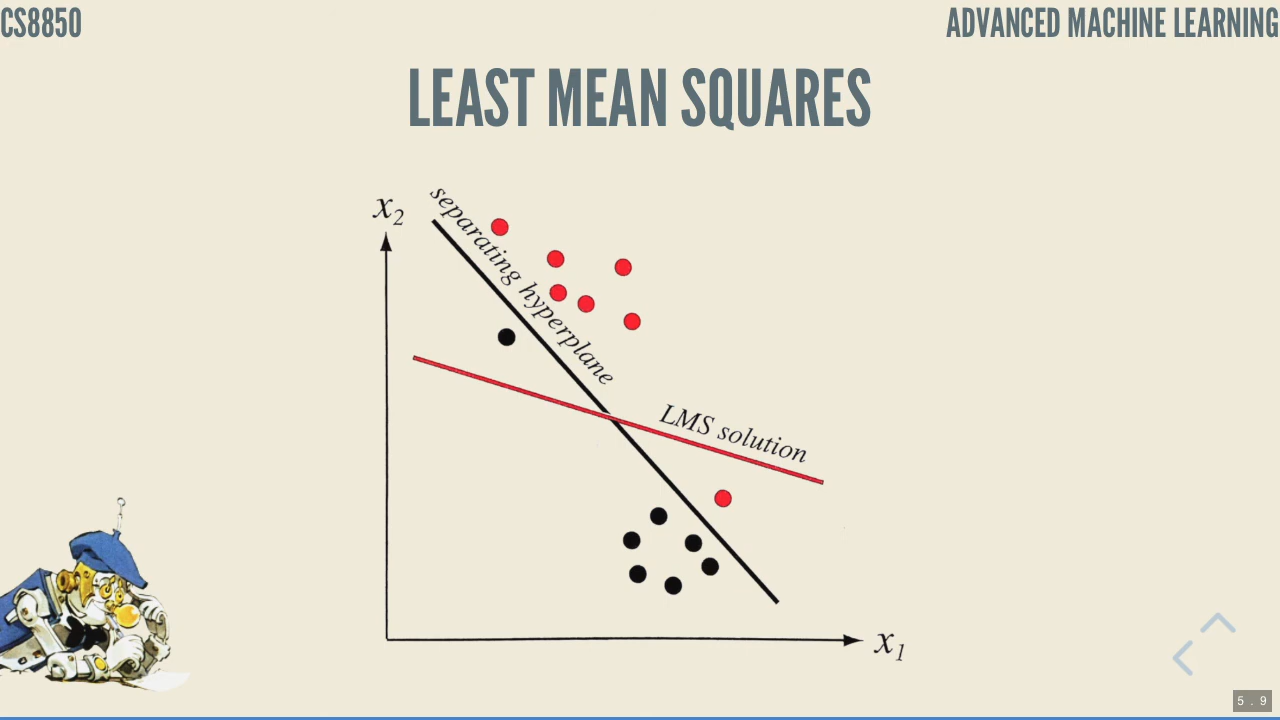 CS8850
ADVANCED MACHINE LEARNING
LEAST MEAN SQUARES
x2
separating hyperplane
LMS solution
x1
5 . 9